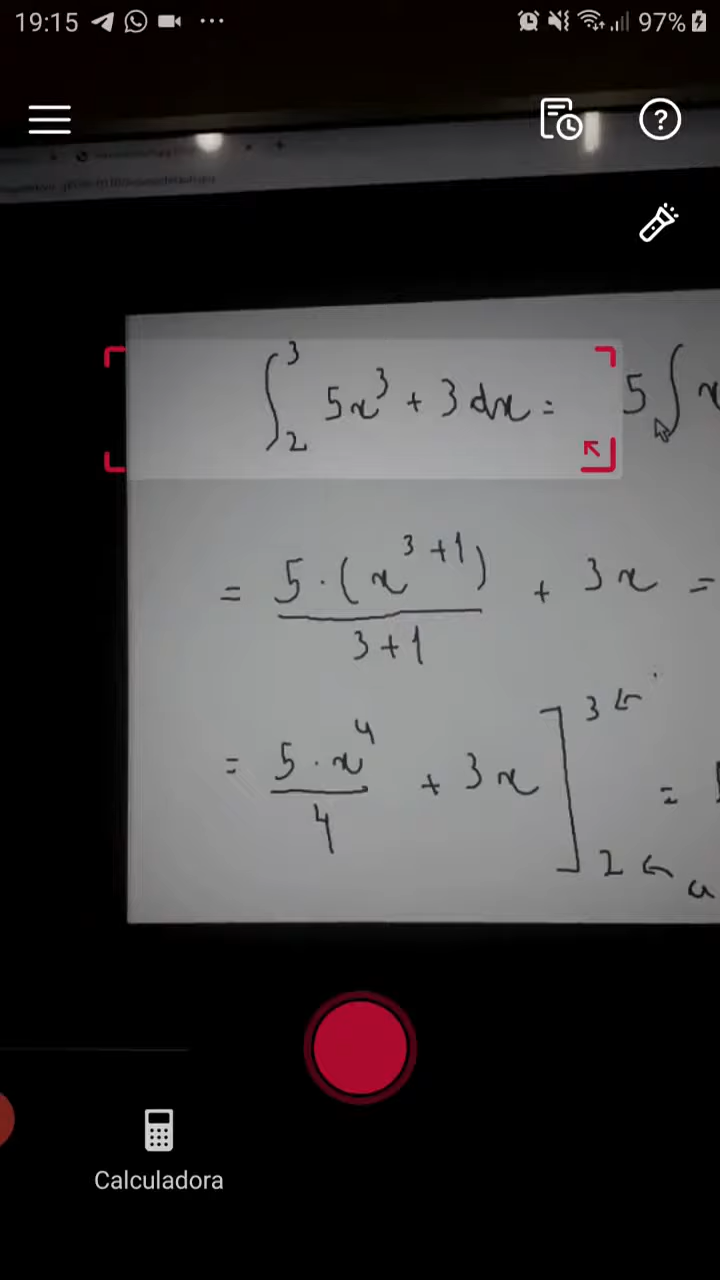 19:15 97%
?
∫₂³ 5x³ + 3 dx = 5∫x
= 5·(x³⁺¹)/3+1 + 3x =
= 5·x⁴/4 + 3x ]₂³ =
Calculadora